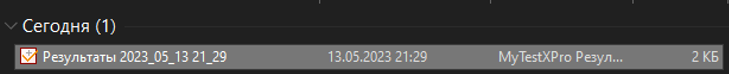 Сегодня (1)
Результаты 2023_05_13 21_29 13.05.2023 21:29 MyTestXPro Резул... 2 КБ